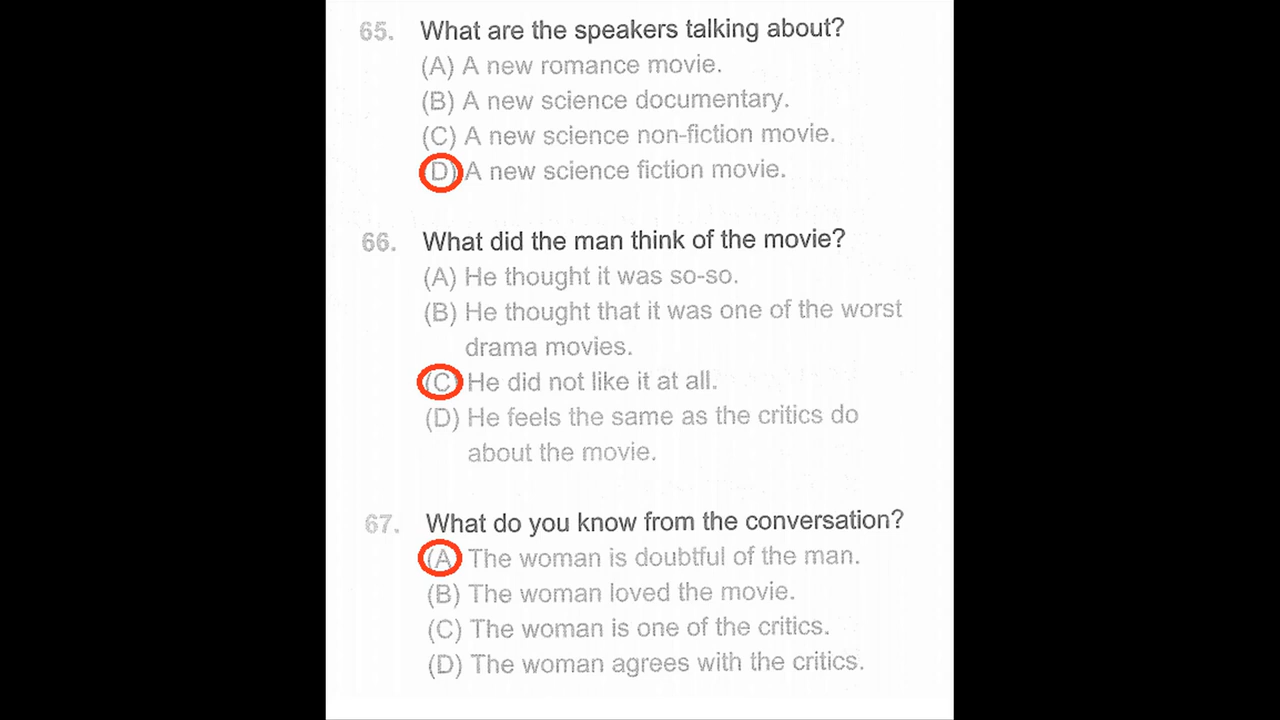 65. What are the speakers talking about?
(A) A new romance movie.
(B) A new science documentary.
(C) A new science non-fiction movie.
(D) A new science fiction movie.
66. What did the man think of the movie?
(A) He thought it was so-so.
(B) He thought that it was one of the worst
drama movies.
(C) He did not like it at all.
(D) He feels the same as the critics do
about the movie.
67. What do you know from the conversation?
(A) The woman is doubtful of the man.
(B) The woman loved the movie.
(C) The woman is one of the critics.
(D) The woman agrees with the critics.